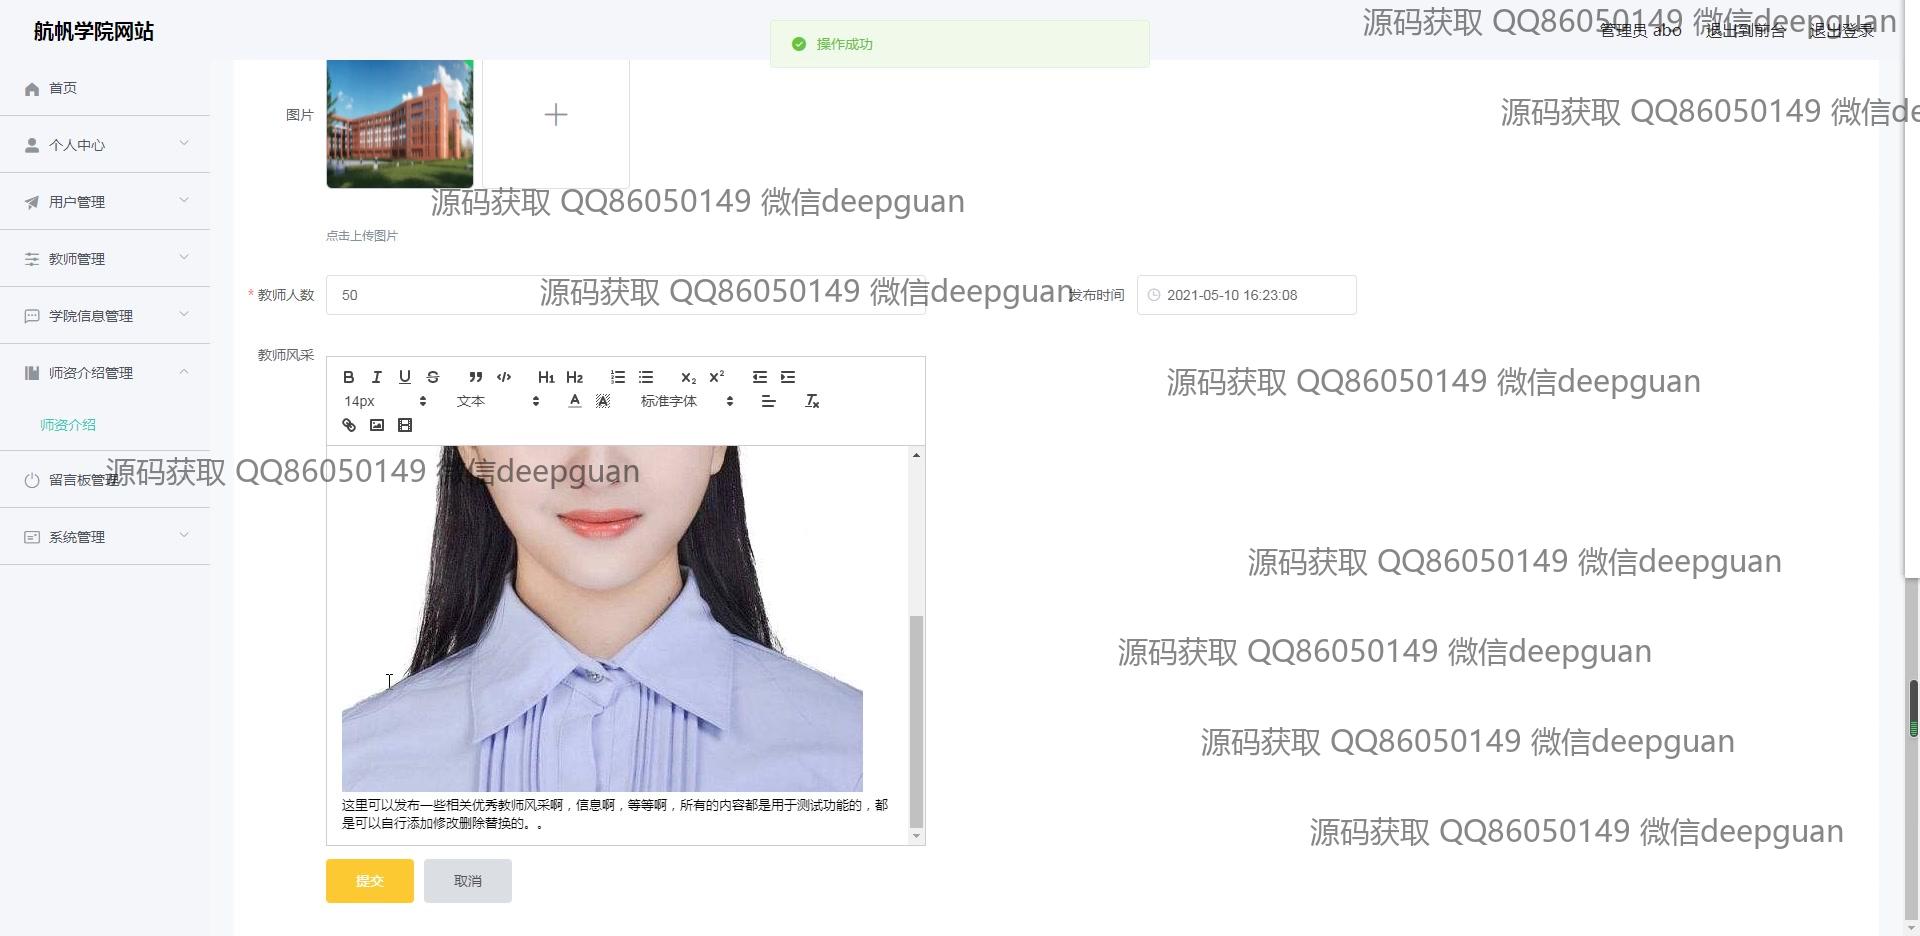 航帆学院网站
操作成功
源码获取 QQ86050149 微信deepguan
管理员 abo
退出到前台
退出登录
首页
个人中心
用户管理
教师管理
学院信息管理
师资介绍管理
师资介绍
留言板管理
系统管理
图片
源码获取 QQ86050149 微信de
源码获取 QQ86050149 微信deepguan
点击上传图片
* 教师人数
50
源码获取 QQ86050149 微信deepguan
发布时间
2021-05-10 16:23:08
教师风采
B I U S H1 H2 X2 X2
14px
文本
A A
标准字体
Tx
源码获取 QQ86050149 微信deepguan
源码获取 QQ86050149 微信deepguan
源码获取 QQ86050149 微信deepguan
源码获取 QQ86050149 微信deepguan
源码获取 QQ86050149 微信deepguan
这里可以发布一些相关优秀教师风采啊，信息啊，等等啊，所有的内容都是用于测试功能的，都
是可以自行添加修改删除替换的。。
源码获取 QQ86050149 微信deepguan
提交
取消